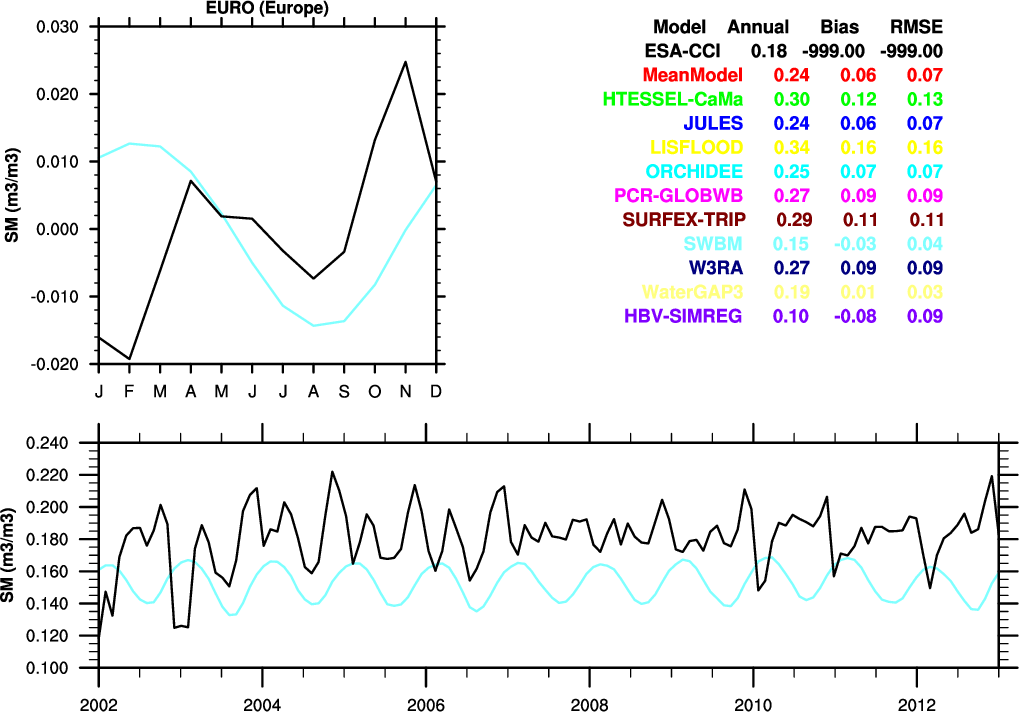 EURO (Europe)
0.030
0.020
0.010
0.000
-0.010
-0.020
SM (m3/m3)
J F M A M J J A S O N D
Model Annual Bias RMSE
ESA-CCI 0.18 -999.00 -999.00
MeanModel 0.24 0.06 0.07
HTESSEL-CaMa 0.30 0.12 0.13
JULES 0.24 0.06 0.07
LISFLOOD 0.34 0.16 0.16
ORCHIDEE 0.25 0.07 0.07
PCR-GLOBWB 0.27 0.09 0.09
SURFEX-TRIP 0.29 0.11 0.11
SWBM 0.15 -0.03 0.04
W3RA 0.27 0.09 0.09
WaterGAP3 0.19 0.01 0.03
HBV-SIMREG 0.10 -0.08 0.09
0.240
0.220
0.200
0.180
0.160
0.140
0.120
0.100
SM (m3/m3)
2002 2004 2006 2008 2010 2012